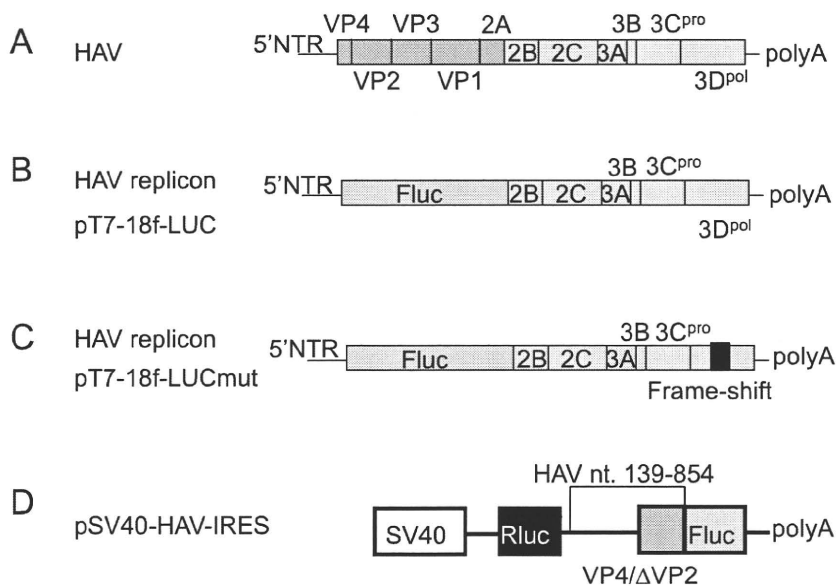 VP4 VP3 2A 3B 3Cpro
A HAV 5'NTR 2B 2C 3A polyA
VP2 VP1 3Dpol
3B 3Cpro
B HAV replicon 5'NTR Fluc 2B 2C 3A polyA
pT7-18f-LUC 3Dpol
3B 3Cpro
C HAV replicon 5'NTR Fluc 2B 2C 3A polyA
pT7-18f-LUCmut Frame-shift
HAV nt. 139-854
D pSV40-HAV-IRES SV40 Rluc Fluc polyA
VP4/ΔVP2